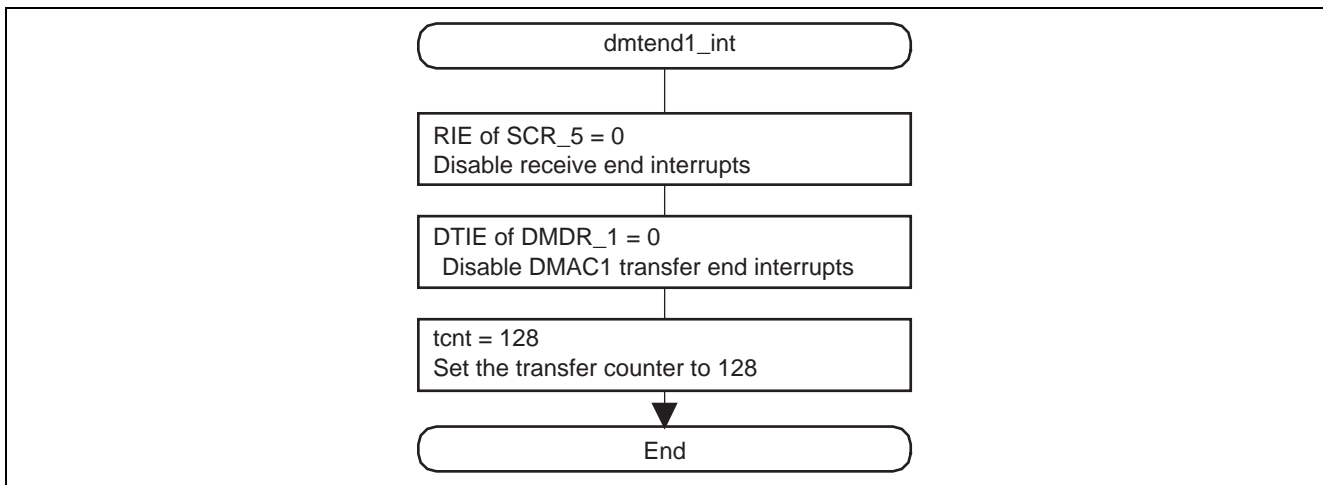 dmtend1_int
RIE of SCR_5 = 0
Disable receive end interrupts
DTIE of DMDR_1 = 0
Disable DMAC1 transfer end interrupts
tcnt = 128
Set the transfer counter to 128
End